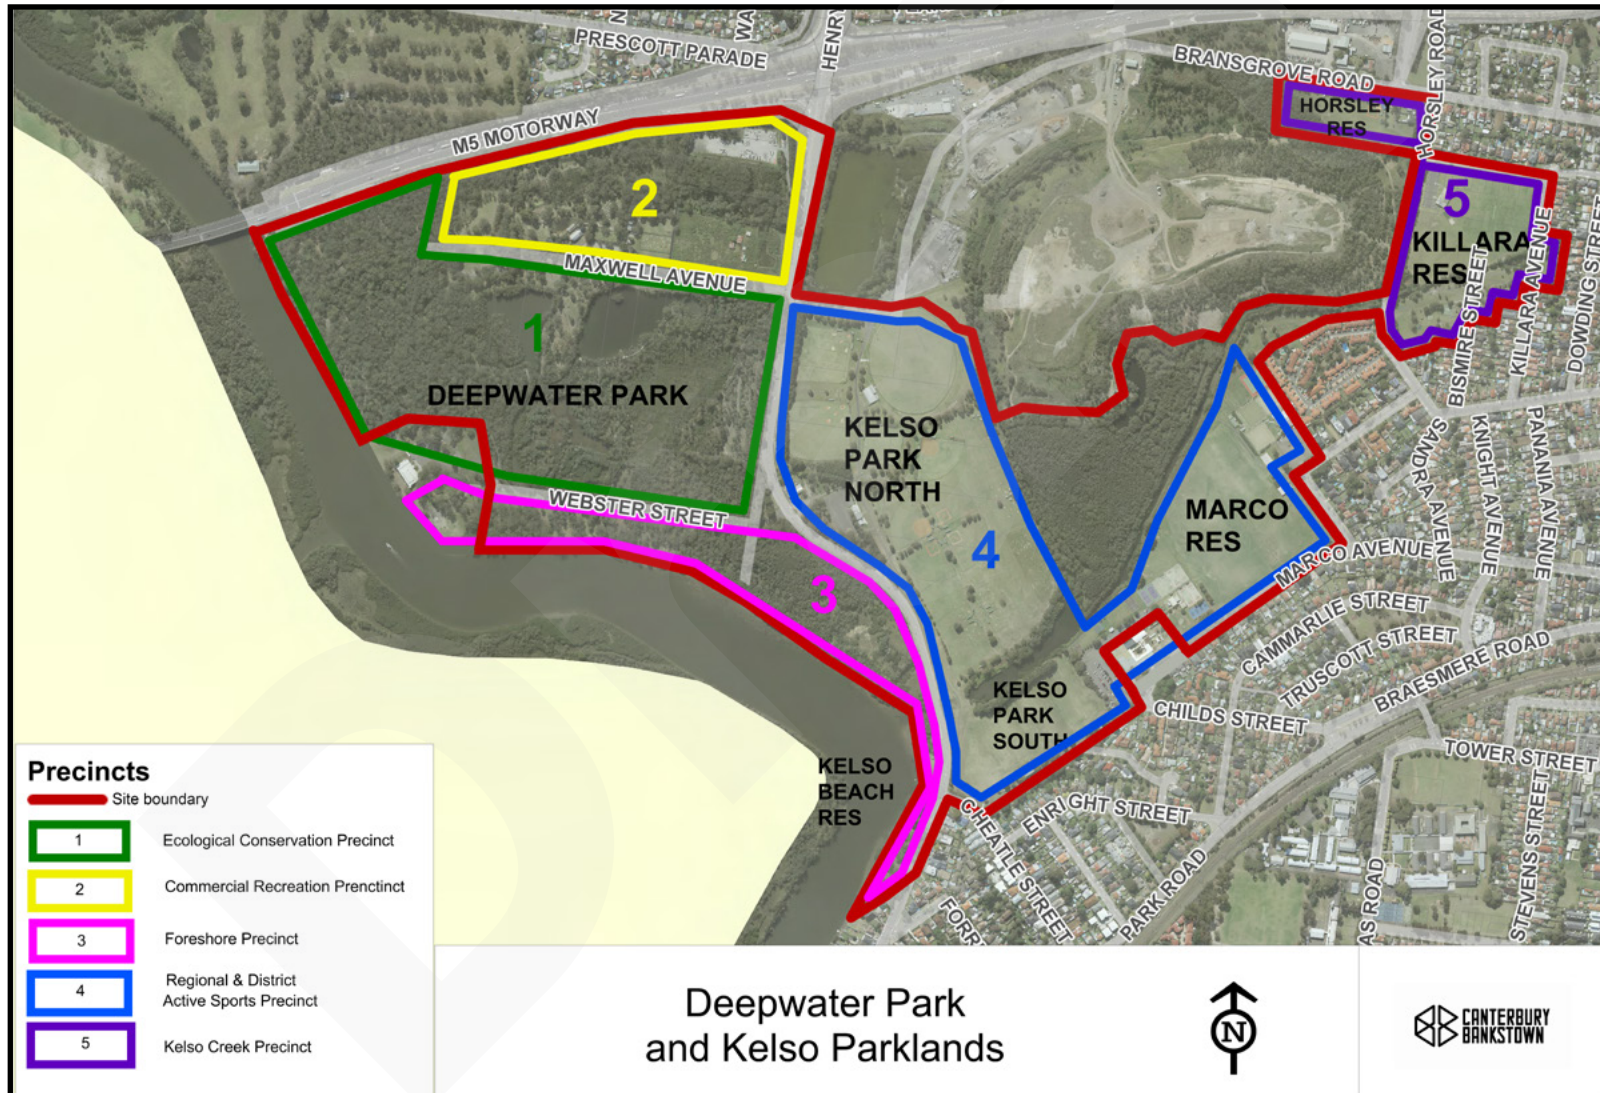 N
WA
HENRY
PRESCOTT PARADE
M5 MOTORWAY
BRANSGROVE ROAD
HORSLEY ROAD
HORSLEY
RES
2
5
KILLARA
RES
MAXWELL AVENUE
1
DEEPWATER PARK
BISMIRE STREET
KILLARA AVENUE
DOWDING STREET
KELSO
PARK
NORTH
SANDRA AVENUE
KNIGHT AVENUE
PANANIA AVENUE
WEBSTER STREET
MARCO
RES
4
3
MARCO AVENUE
CAMMARLIE STREET
TRUSCOTT STREET
BRAESMERE ROAD
KELSO
PARK
SOUTH
CHILDS STREET
TOWER STREET
KELSO
BEACH
RES
CHEATLE STREET
ENRIGHT STREET
PARK ROAD
STEVENS STREET
AS ROAD
FORR
Precincts
Site boundary
1 Ecological Conservation Precinct
2 Commercial Recreation Prenctinct
3 Foreshore Precinct
4 Regional & District
Active Sports Precinct
5 Kelso Creek Precinct
Deepwater Park
and Kelso Parklands
N
CANTERBURY
BANKSTOWN